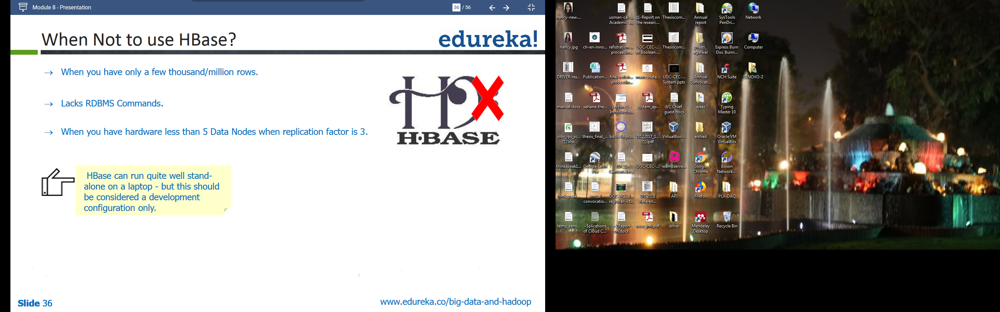 Module 8 - Presentation
36 / 56
When Not to use HBase?
edureka!
→ When you have only a few thousand/million rows.
→ Lacks RDBMS Commands.
→ When you have hardware less than 5 Data Nodes when replication factor is 3.
H·BASE
HBase can run quite well stand-
alone on a laptop - but this should
be considered a development
configuration only.
Slide 36
www.edureka.co/big-data-and-hadoop
nancy-new....
usman-calc...
Academic s...
z1-Report on
the researc...
Thesiscom...
Annual
report
SysTools
PenDri...
Network
nancy.jpg
ch-en-inno...
refistration-...
proceedin...
UGC-CEC-...
of Boolean....
Thesiscom...
preeti_
agarwal
Express Burn
Disc Burni...
Computer
DRIVER-res...
Publication...
final-refistr...
proceedin...
maxresdefa...
UGC-CEC-...
System.pptx
Annual
Convocati...
NCH Suite
LENOVO-2
mansaf.docx
sahana-the...
Lecture 1 -
Introductio...
_system_ap...
VC Chief
guest.docx
ajeez
Typing
Master 10
jobs_rps_sc...
(1).xlsx
thesis_final_...
bdcis-logo....
28122017_1...
(1).pdf
VirtualBox-...
arshad
Oracle VM
VirtualBox
thinkspeak1...
Google Earth
Pro
BDCSI
Content.docx
UGC-CEC-...
wampserve...
Google
Chrome
Boson
Network ...
thinkspeak...
annual
convocatio...
UGC-ACS-J...
registrar-ict...
DT 2018
Referen...
API
Firefox
PLX-DAQ
temp_sens...
~$plications
of Cloud C...
z-2Report
on.docx
reco_jmi.pdf
driver
Mendeley
Desktop
Recycle Bin